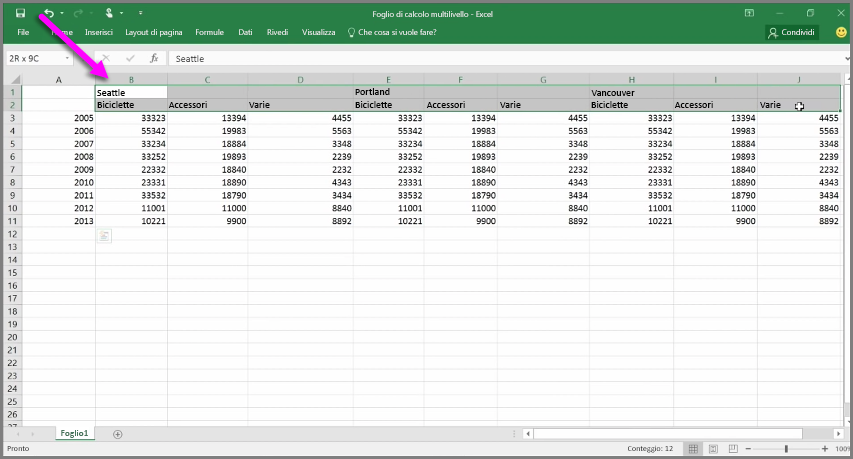 Foglio di calcolo multilivello - Excel
File Home Inserisci Layout di pagina Formule Dati Rivedi Visualizza Che cosa si vuole fare? Condividi
2R x 9C fx Seattle
A B C D E F G H I J
1 Seattle Portland Vancouver
2 Biciclette Accessori Varie Biciclette Accessori Varie Biciclette Accessori Varie
3 2005 33323 13394 4455 33323 13394 4455 33323 13394 4455
4 2006 55342 19983 5563 55342 19983 5563 55342 19983 5563
5 2007 33234 18884 3348 33234 18884 3348 33234 18884 3348
6 2008 33252 19893 2239 33252 19893 2239 33252 19893 2239
7 2009 22332 18840 2232 22332 18840 2232 22332 18840 2232
8 2010 23331 18890 4343 23331 18890 4343 23331 18890 4343
9 2011 33532 18790 3434 33532 18790 3434 33532 18790 3434
10 2012 11001 11000 8840 11001 11000 8840 11001 11000 8840
11 2013 10221 9900 8892 10221 9900 8892 10221 9900 8892
12
13
14
15
16
17
18
19
20
21
22
23
24
25
26
27
Foglio1
Pronto Conteggio: 12 100%